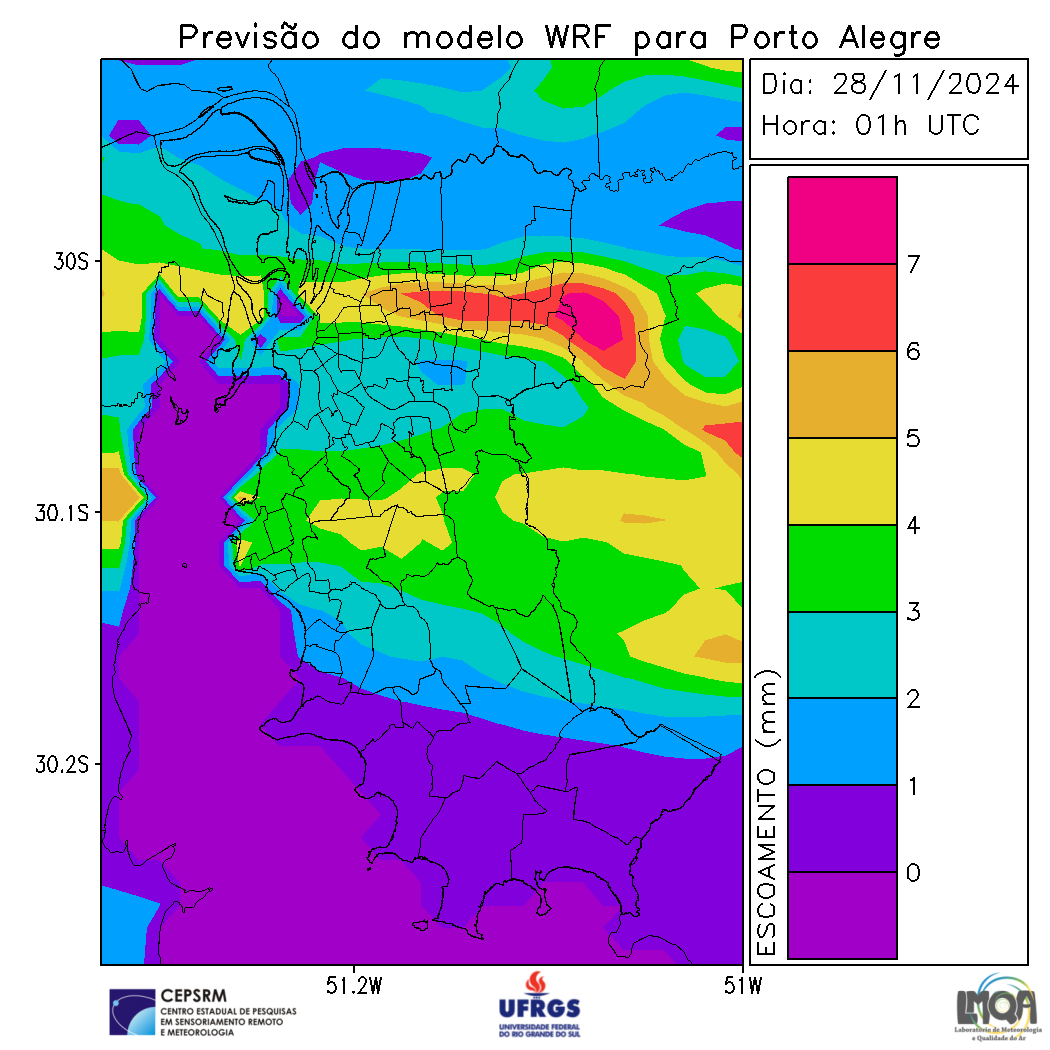 Previsão do modelo WRF para Porto Alegre
Dia: 28/11/2024
Hora: 01h UTC
30S
30.1S
30.2S
51.2W
51W
7
6
5
4
3
2
1
0
ESCOAMENTO (mm)
CEPSRM
CENTRO ESTADUAL DE PESQUISAS
EM SENSORIAMENTO REMOTO
E METEOROLOGIA
UFRGS
UNIVERSIDADE FEDERAL
DO RIO GRANDE DO SUL
LMQA
Laboratório de Meteorologia
e Qualidade do Ar